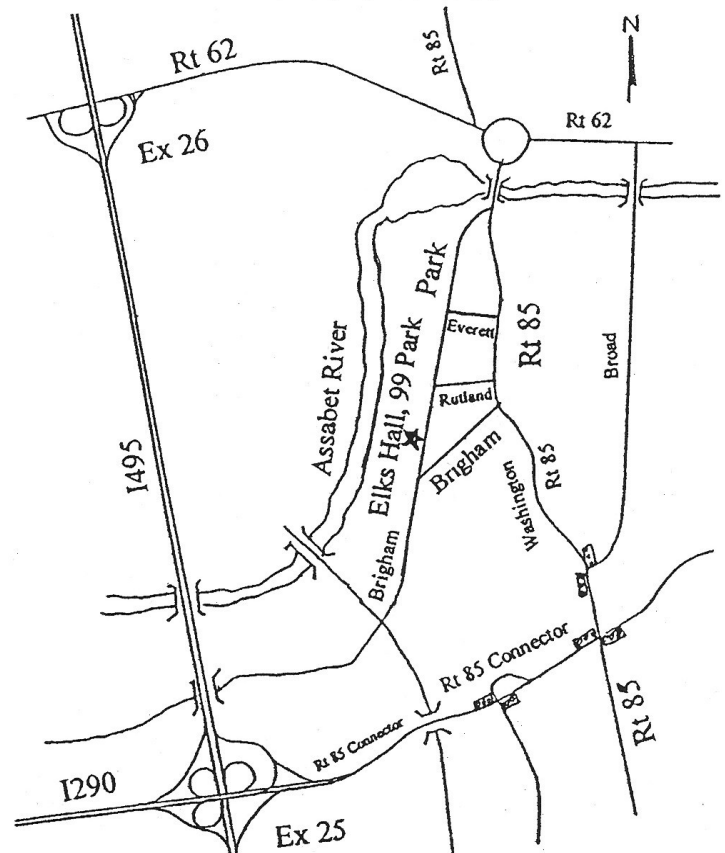 Rt 62
Rt 85
N
Rt 62
Ex 26
Park
Everett
Rt 85
Broad
Assabet River
Elks Hall, 99 Park
Rutland
Brigham
I495
Washington
Rt 85
Brigham
Rt 85 Connector
Rt 85 Connector
Rt 85
I290
Ex 25